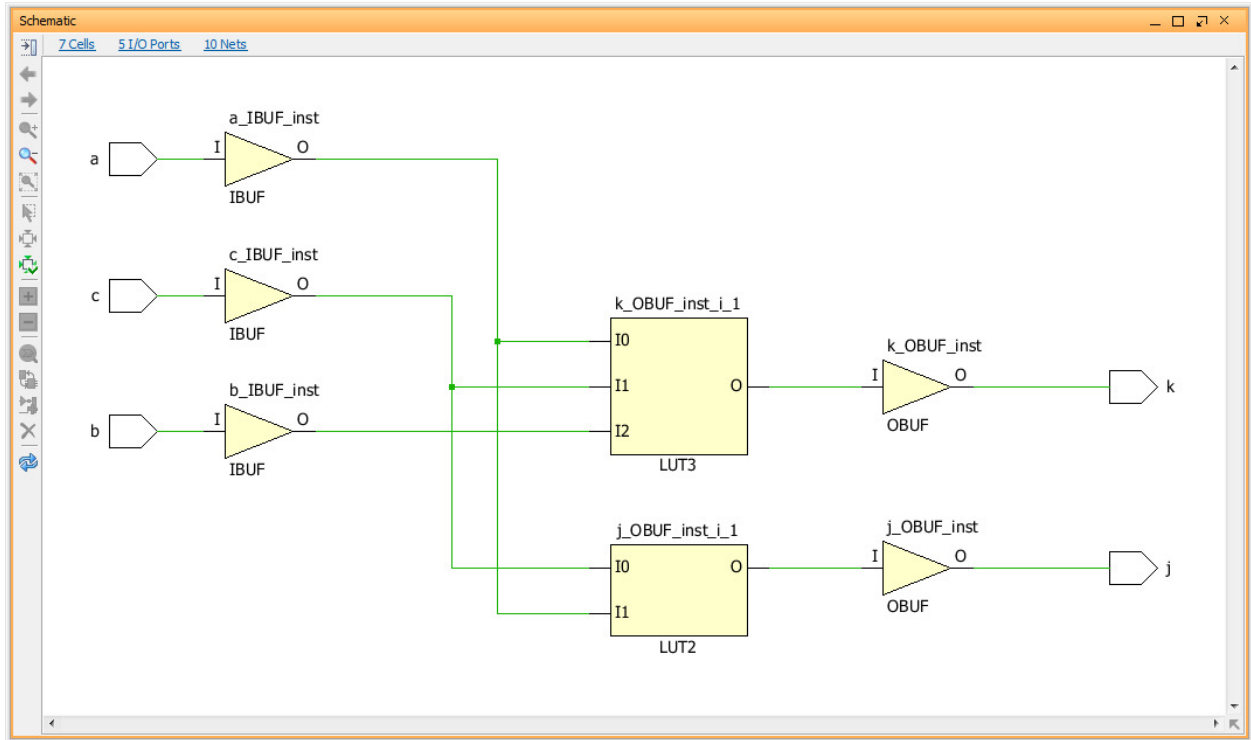 Schematic
7 Cells 5 I/O Ports 10 Nets
a_IBUF_inst
a I O
IBUF
c_IBUF_inst
c I O
IBUF
k_OBUF_inst_i_1
I0
k_OBUF_inst
b_IBUF_inst
I1 O I O k
OBUF
b I O
I2
IBUF
LUT3
j_OBUF_inst_i_1
j_OBUF_inst
I0 O I O j
OBUF
I1
LUT2